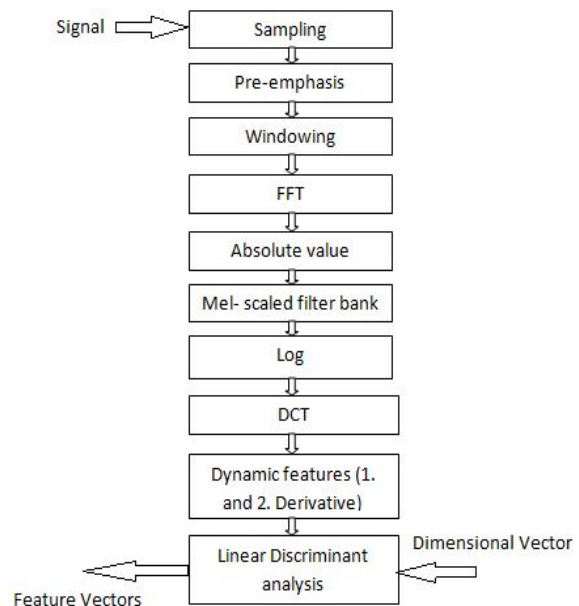 Signal
Sampling
Pre-emphasis
Windowing
FFT
Absolute value
Mel- scaled filter bank
Log
DCT
Dynamic features (1.
and 2. Derivative)
Linear Discriminant
analysis
Dimensional Vector
Feature Vectors